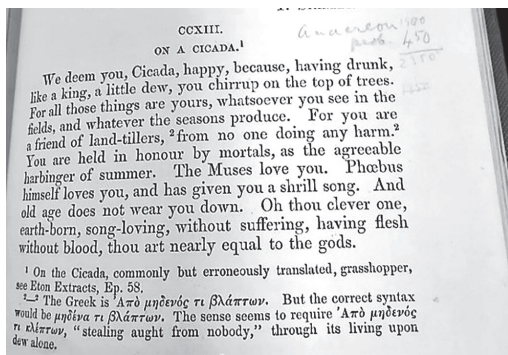 CCXIII.
ON A CICADA.¹
Anacreon 1900
prob. 450
2350
We deem you, Cicada, happy, because, having drunk,
like a king, a little dew, you chirrup on the top of trees.
For all those things are yours, whatsoever you see in the
fields, and whatever the seasons produce. For you are
a friend of land-tillers, ²from no one doing any harm.²
You are held in honour by mortals, as the agreeable
harbinger of summer. The Muses love you. Phœbus
himself loves you, and has given you a shrill song. And
old age does not wear you down. Oh thou clever one,
earth-born, song-loving, without suffering, having flesh
without blood, thou art nearly equal to the gods.
¹ On the Cicada, commonly but erroneously translated, grasshopper,
see Eton Extracts, Ep. 58.
²—² The Greek is Ἀπὸ μηδενός τι βλάπτων. But the correct syntax
would be μηδένα τι βλάπτων. The sense seems to require Ἀπὸ μηδενός
τι κλέπτων, "stealing aught from nobody," through its living upon
dew alone.